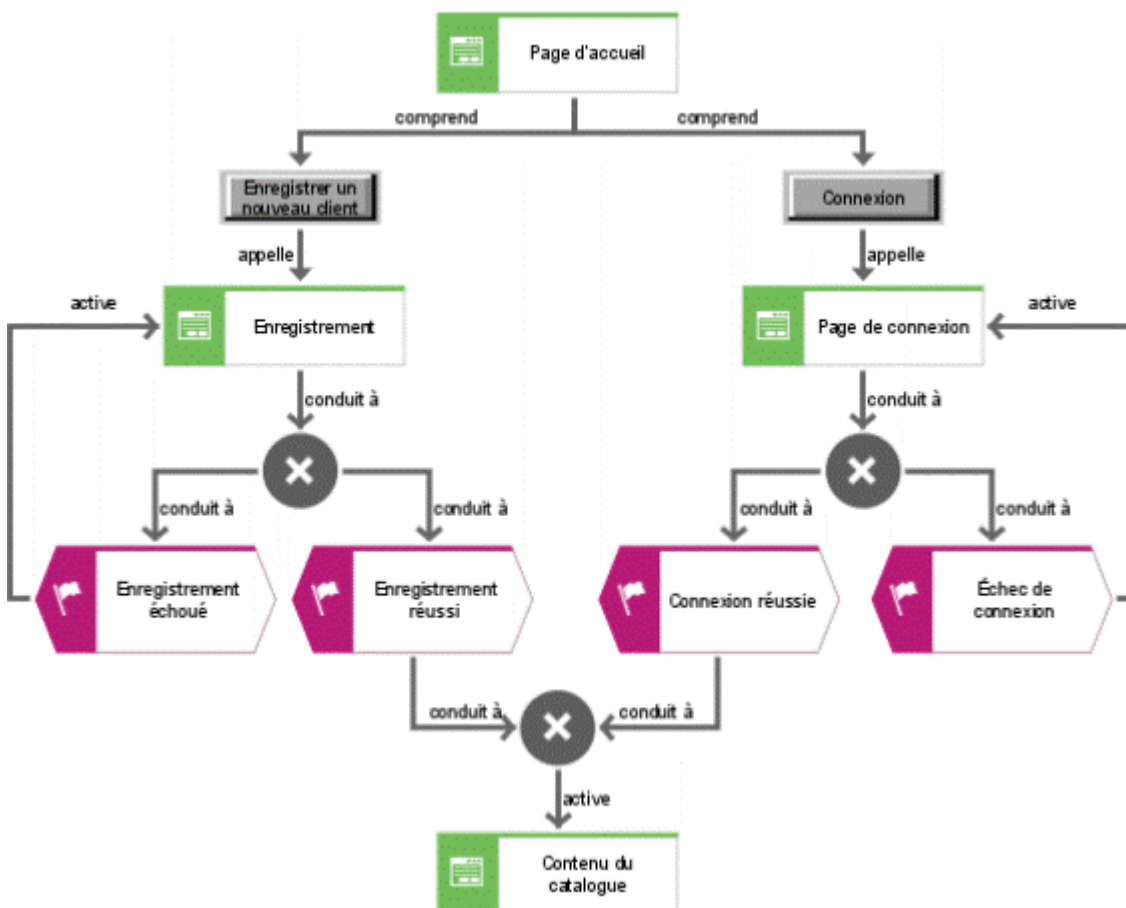 Page d'accueil
comprend
comprend
Enregistrer un
nouveau client
Connexion
appelle
appelle
active
Enregistrement
Page de connexion
active
conduit à
conduit à
conduit à
conduit à
conduit à
conduit à
Enregistrement
échoué
Enregistrement
réussi
Connexion réussie
Échec de
connexion
conduit à
conduit à
active
Contenu du
catalogue